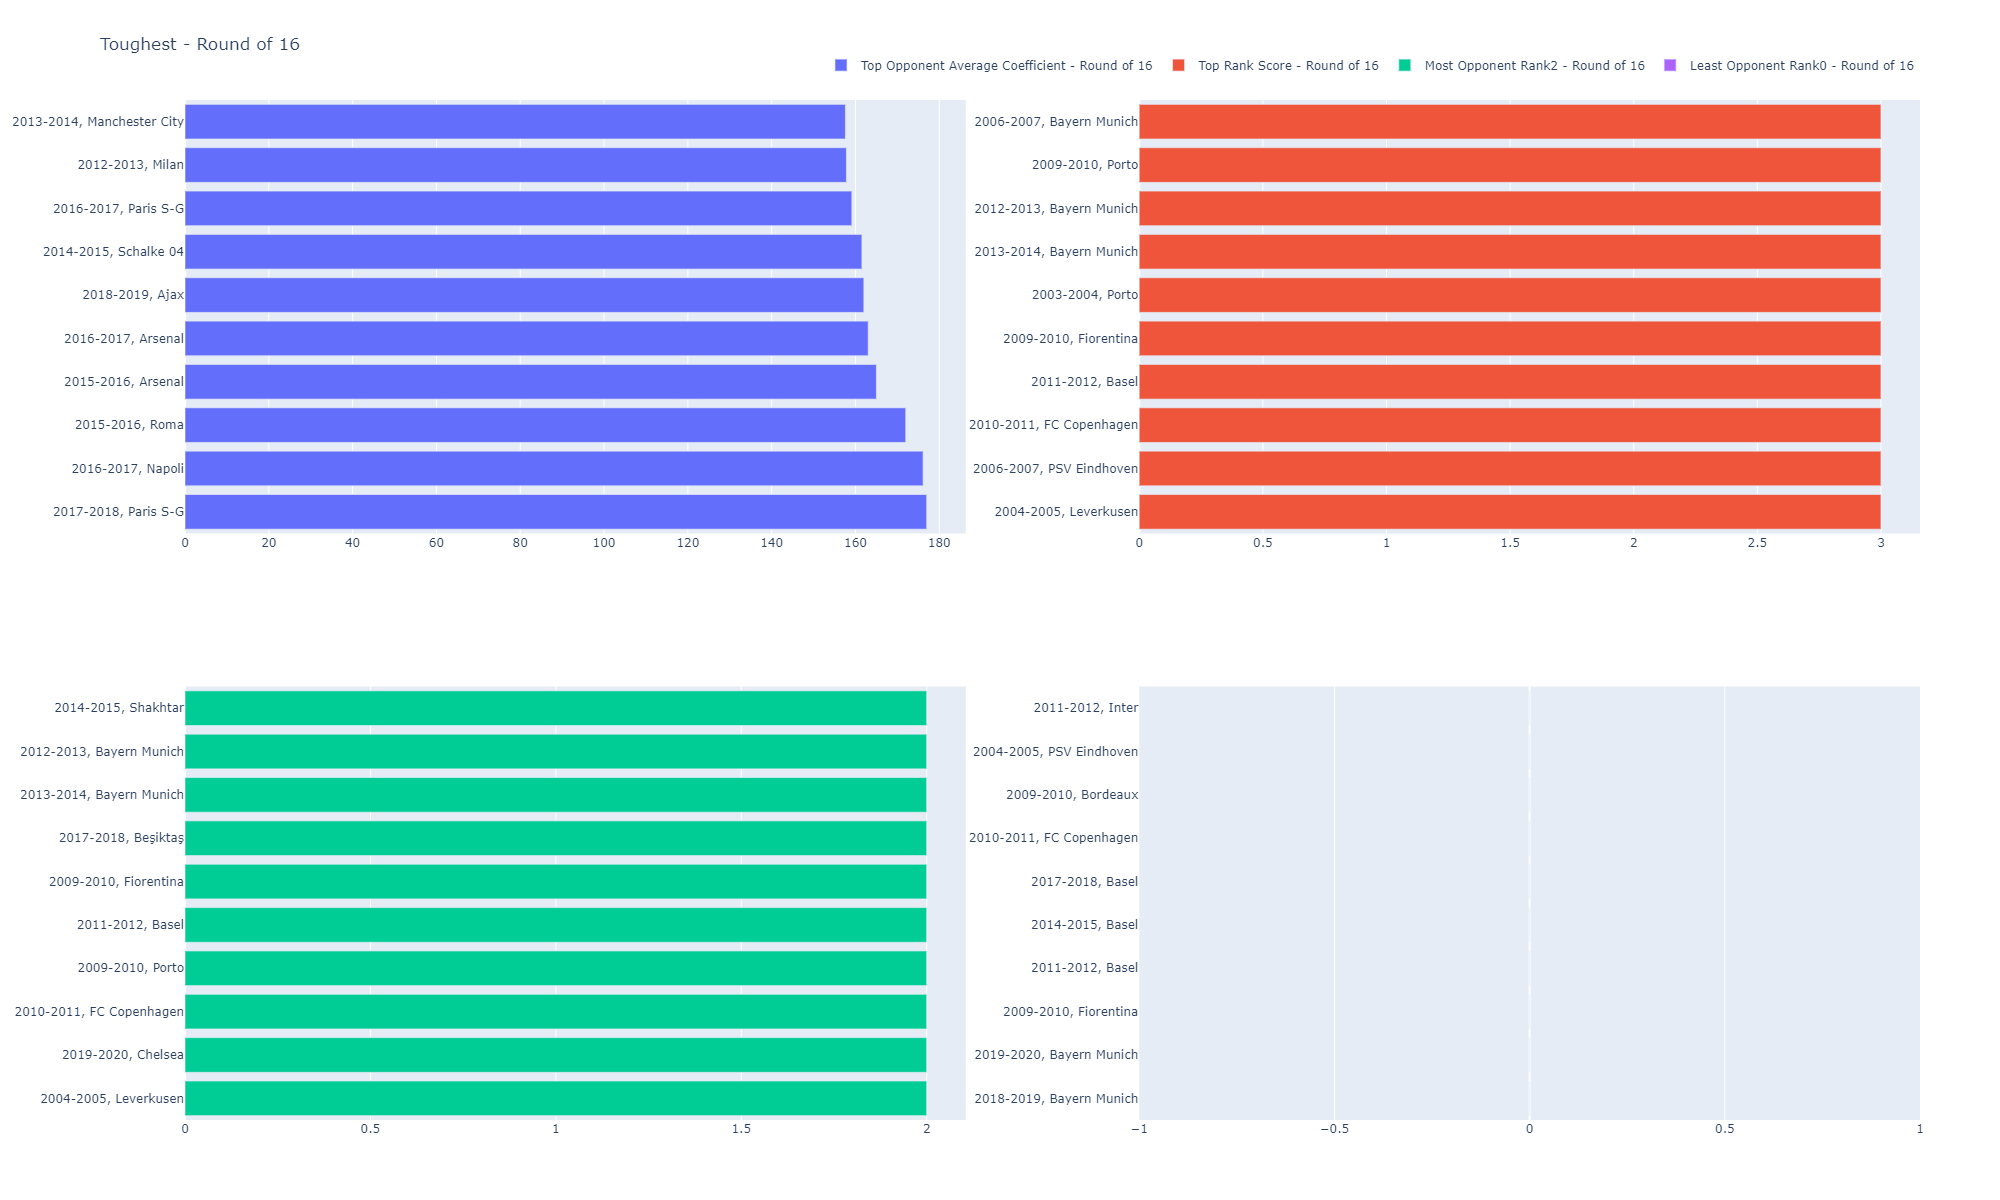 Toughest - Round of 16
Top Opponent Average Coefficient - Round of 16
Top Rank Score - Round of 16
Most Opponent Rank2 - Round of 16
Least Opponent Rank0 - Round of 16
2013-2014, Manchester City
2012-2013, Milan
2016-2017, Paris S-G
2014-2015, Schalke 04
2018-2019, Ajax
2016-2017, Arsenal
2015-2016, Arsenal
2015-2016, Roma
2016-2017, Napoli
2017-2018, Paris S-G
0 20 40 60 80 100 120 140 160 180
2006-2007, Bayern Munich
2009-2010, Porto
2012-2013, Bayern Munich
2013-2014, Bayern Munich
2003-2004, Porto
2009-2010, Fiorentina
2011-2012, Basel
2010-2011, FC Copenhagen
2006-2007, PSV Eindhoven
2004-2005, Leverkusen
0 0.5 1 1.5 2 2.5 3
2014-2015, Shakhtar
2012-2013, Bayern Munich
2013-2014, Bayern Munich
2017-2018, Beşiktaş
2009-2010, Fiorentina
2011-2012, Basel
2009-2010, Porto
2010-2011, FC Copenhagen
2019-2020, Chelsea
2004-2005, Leverkusen
0 0.5 1 1.5 2
2011-2012, Inter
2004-2005, PSV Eindhoven
2009-2010, Bordeaux
2010-2011, FC Copenhagen
2017-2018, Basel
2014-2015, Basel
2011-2012, Basel
2009-2010, Fiorentina
2019-2020, Bayern Munich
2018-2019, Bayern Munich
−1 −0.5 0 0.5 1